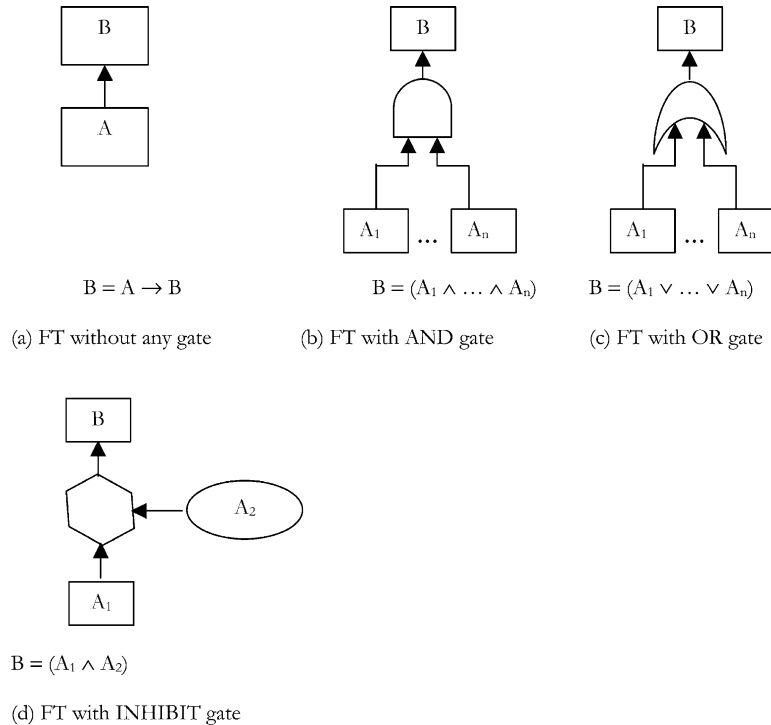 B
A
B = A → B
(a) FT without any gate
B
A₁ ... Aₙ
B = (A₁ ∧ … ∧ Aₙ)
(b) FT with AND gate
B
A₁ ... Aₙ
B = (A₁ ∨ … ∨ Aₙ)
(c) FT with OR gate
B
A₂
A₁
B = (A₁ ∧ A₂)
(d) FT with INHIBIT gate